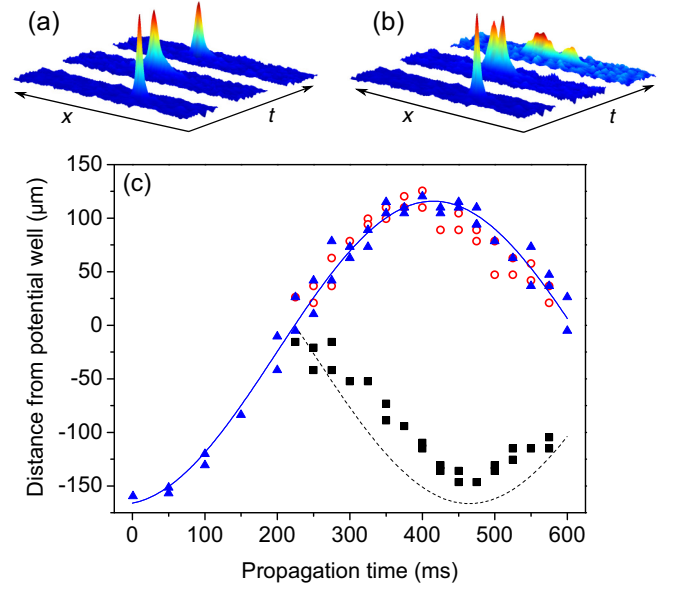 (a)
(b)
x
t
x
t
(c)
150
100
50
0
-50
-100
-150
0
100
200
300
400
500
600
Distance from potential well (μm)
Propagation time (ms)